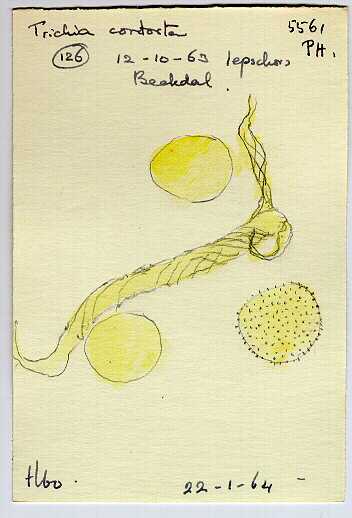 Trichia contorta 5561
126 12-10-63 lepschors PH.
Beekdal.
Hbo.
22-1-64